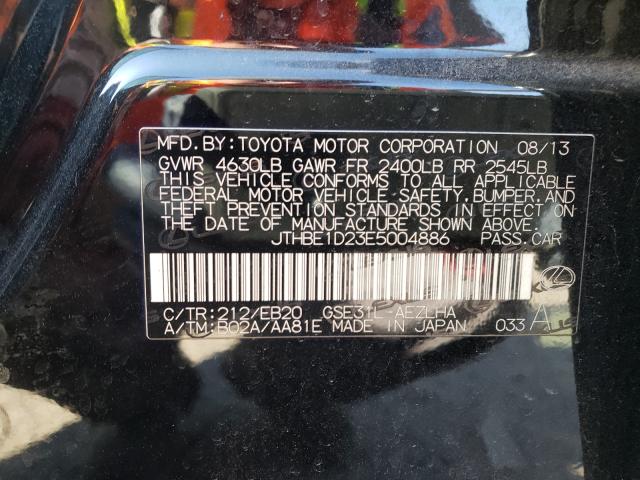 MFD.BY:TOYOTA MOTOR CORPORATION 08/13
GVWR 4630LB GAWR FR 2400LB RR 2545LB
THIS VEHICLE CONFORMS TO ALL APPLICABLE
FEDERAL MOTOR VEHICLE SAFETY,BUMPER,AND
THEFT PREVENTION STANDARDS IN EFFECT ON
THE DATE OF MANUFACTURE SHOWN ABOVE.
JTHBE1D23E5004886 PASS.CAR
C/TR:212/EB20 GSE31L-AEZLHA
A/TM:B02A/AA81E MADE IN JAPAN 033 A